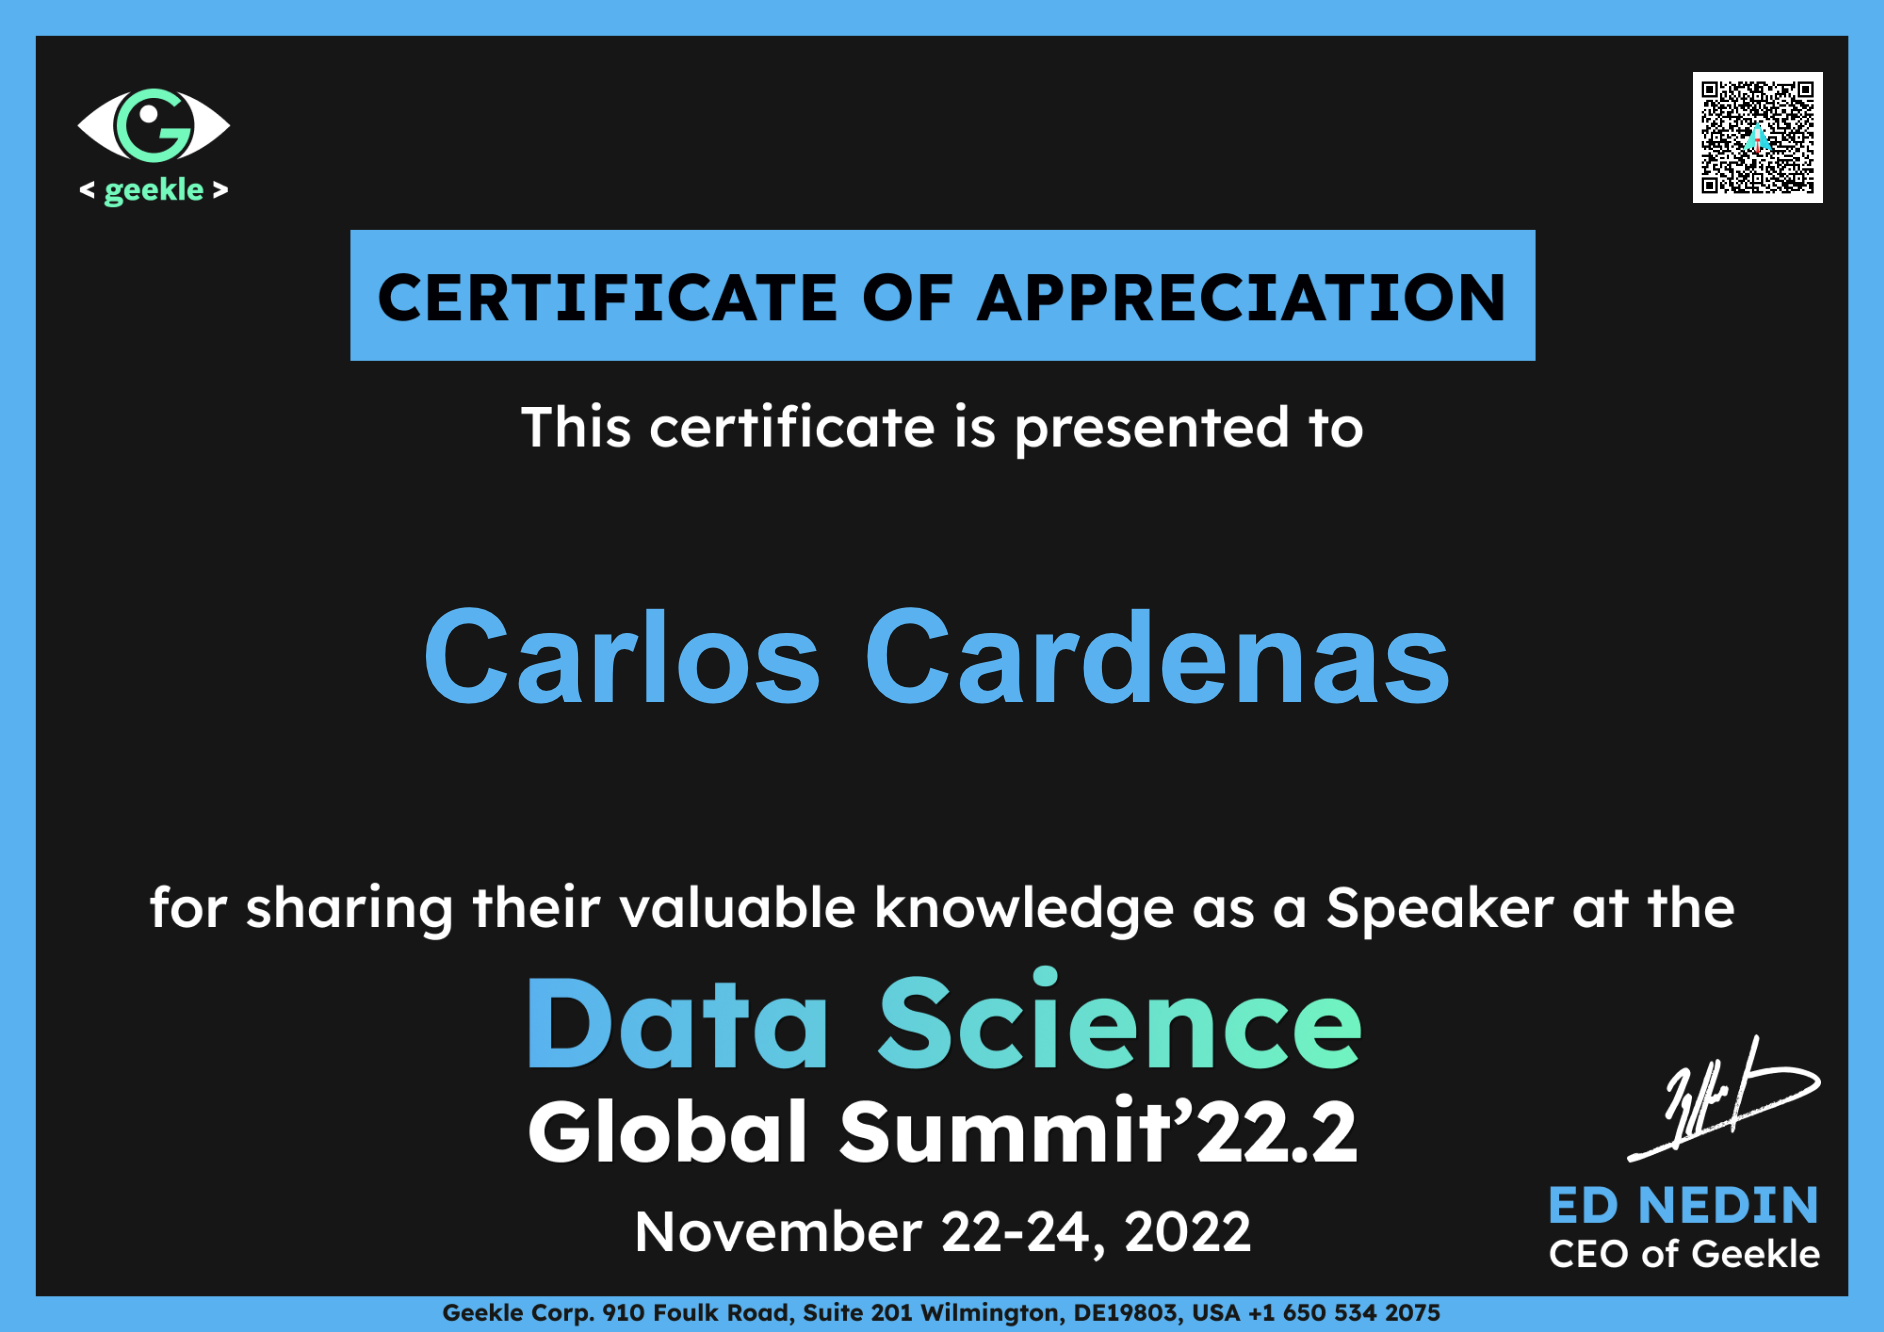 < geekle >
CERTIFICATE OF APPRECIATION
This certificate is presented to
Carlos Cardenas
for sharing their valuable knowledge as a Speaker at the
Data Science
Global Summit’22.2
November 22-24, 2022
ED NEDIN
CEO of Geekle
Geekle Corp. 910 Foulk Road, Suite 201 Wilmington, DE19803, USA +1 650 534 2075